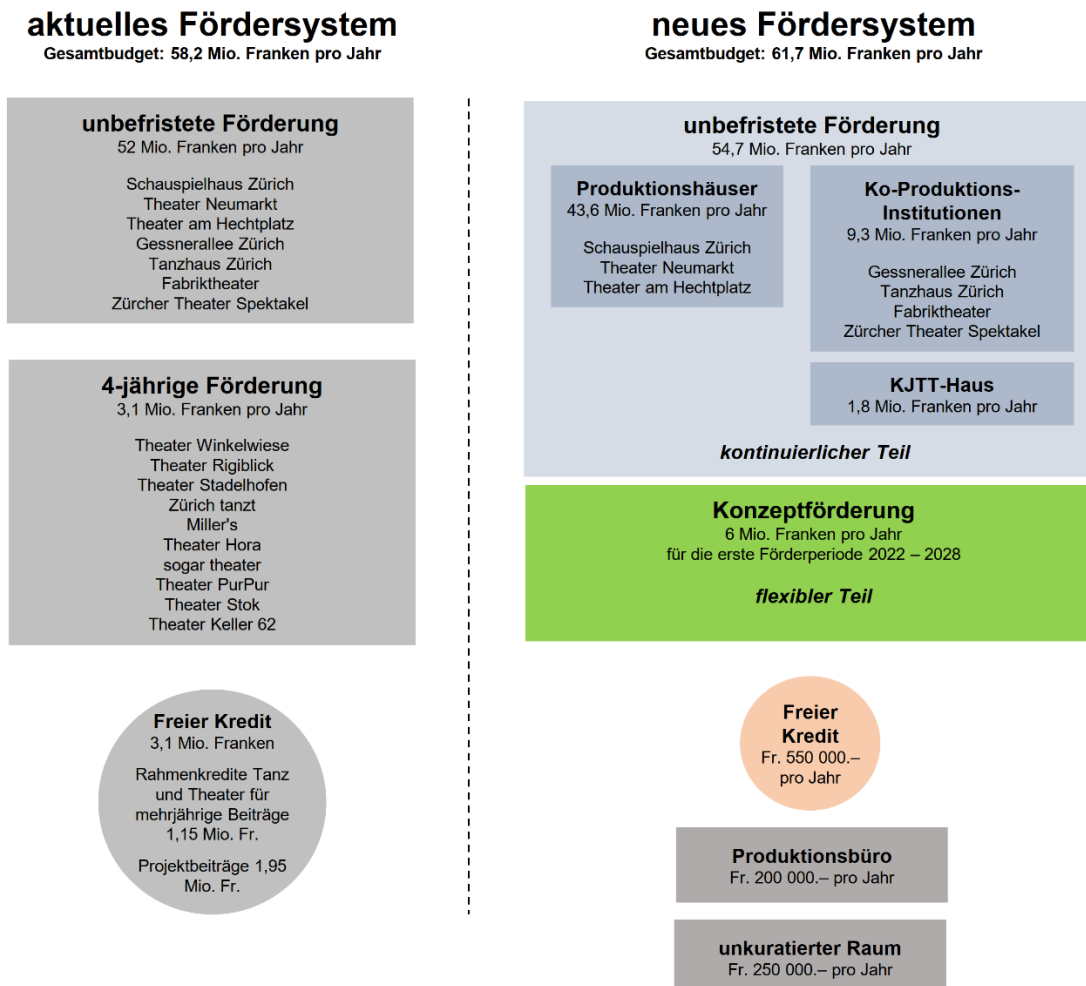 aktuelles Fördersystem
Gesamtbudget: 58,2 Mio. Franken pro Jahr
unbefristete Förderung
52 Mio. Franken pro Jahr
Schauspielhaus Zürich
Theater Neumarkt
Theater am Hechtplatz
Gessnerallee Zürich
Tanzhaus Zürich
Fabriktheater
Zürcher Theater Spektakel
4-jährige Förderung
3,1 Mio. Franken pro Jahr
Theater Winkelwiese
Theater Rigiblick
Theater Stadelhofen
Zürich tanzt
Miller's
Theater Hora
sogar theater
Theater PurPur
Theater Stok
Theater Keller 62
Freier Kredit
3,1 Mio. Franken
Rahmenkredite Tanz
und Theater für
mehrjährige Beiträge
1,15 Mio. Fr.
Projektbeiträge 1,95
Mio. Fr.
neues Fördersystem
Gesamtbudget: 61,7 Mio. Franken pro Jahr
unbefristete Förderung
54,7 Mio. Franken pro Jahr
Produktionshäuser
43,6 Mio. Franken pro Jahr
Schauspielhaus Zürich
Theater Neumarkt
Theater am Hechtplatz
Ko-Produktions-
Institutionen
9,3 Mio. Franken pro Jahr
Gessnerallee Zürich
Tanzhaus Zürich
Fabriktheater
Zürcher Theater Spektakel
KJTT-Haus
1,8 Mio. Franken pro Jahr
kontinuierlicher Teil
Konzeptförderung
6 Mio. Franken pro Jahr
für die erste Förderperiode 2022 – 2028
flexibler Teil
Freier
Kredit
Fr. 550 000.–
pro Jahr
Produktionsbüro
Fr. 200 000.– pro Jahr
unkuratierter Raum
Fr. 250 000.– pro Jahr